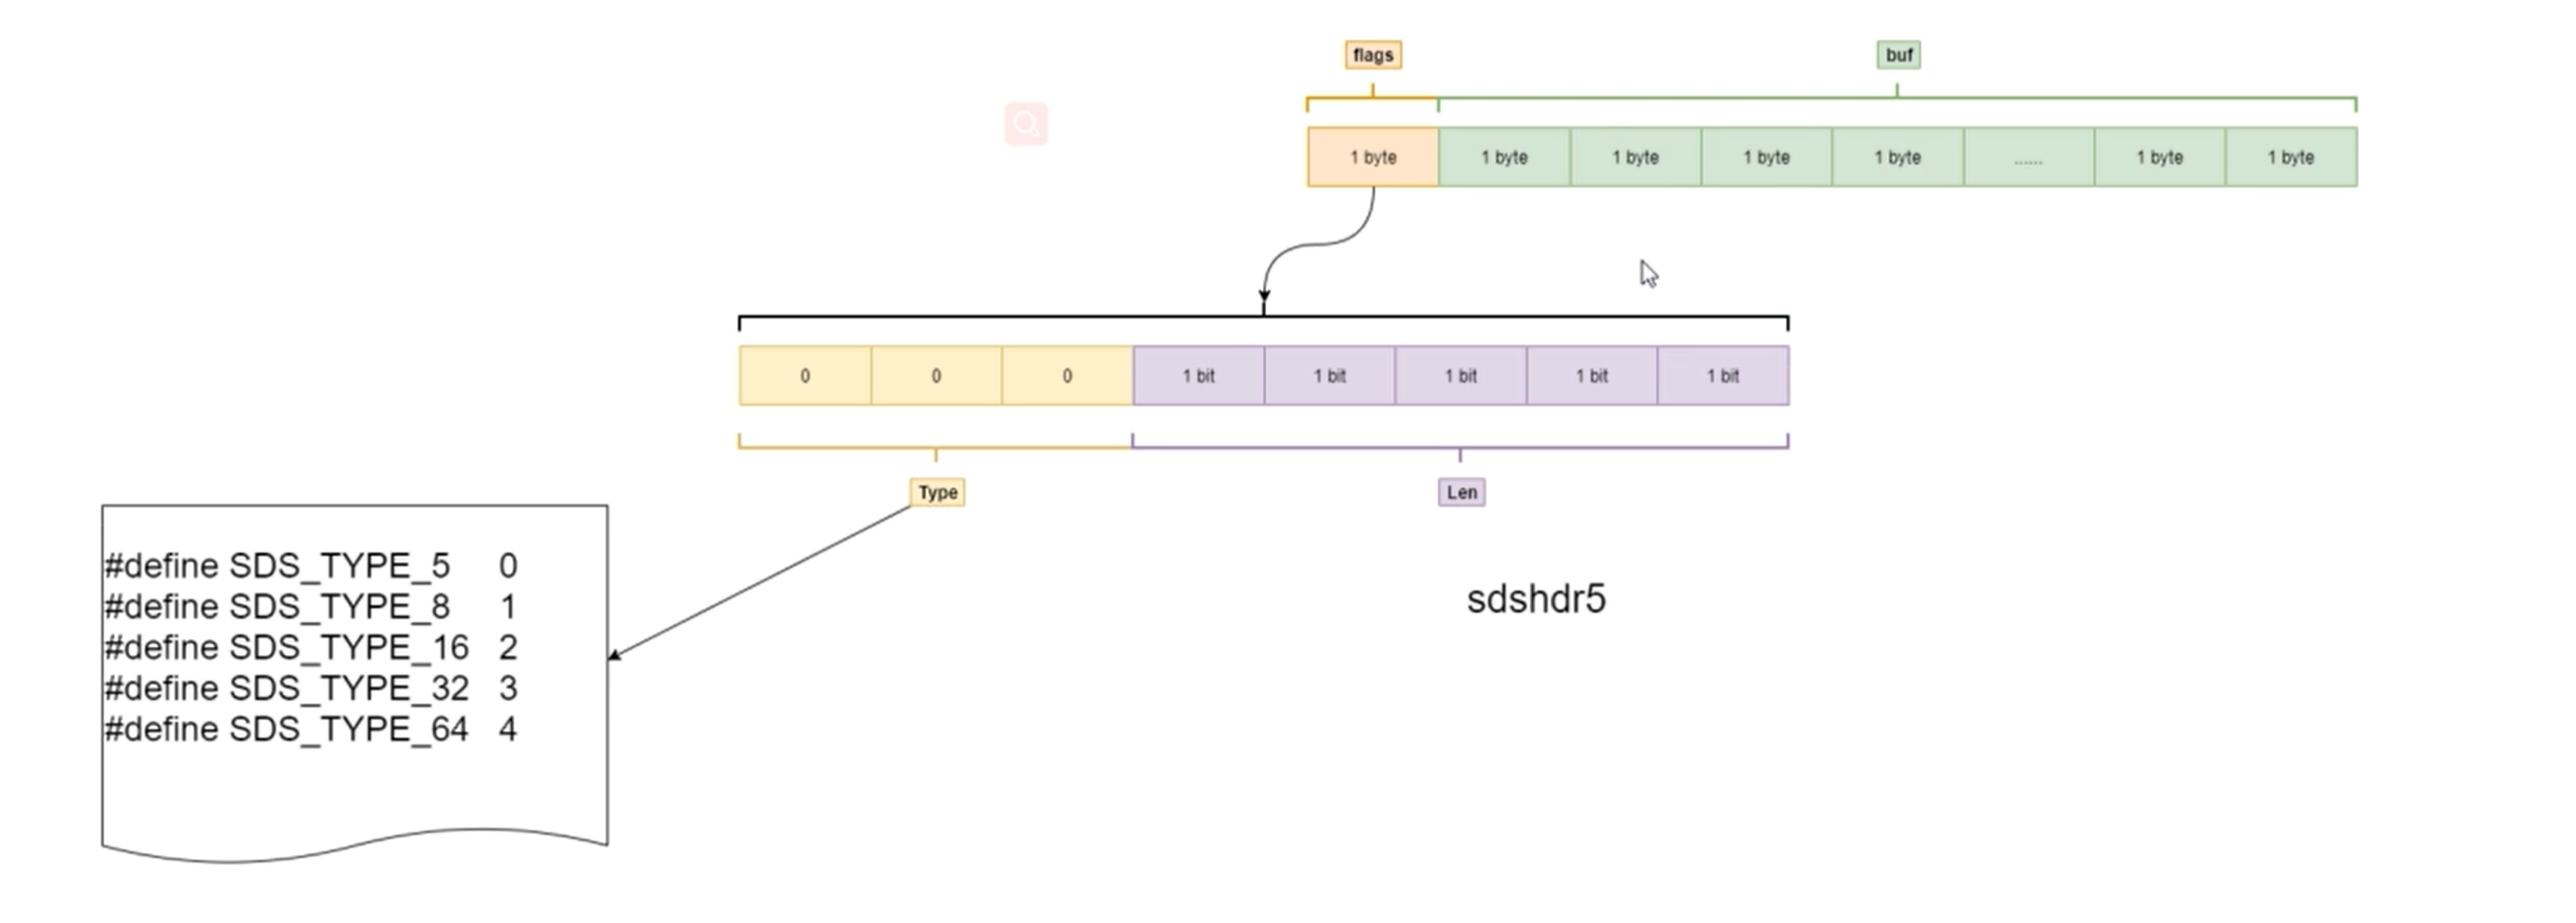 flags buf
1 byte 1 byte 1 byte 1 byte 1 byte ...... 1 byte 1 byte
0 0 0 1 bit 1 bit 1 bit 1 bit 1 bit
Type Len
#define SDS_TYPE_5 0
#define SDS_TYPE_8 1
#define SDS_TYPE_16 2
#define SDS_TYPE_32 3
#define SDS_TYPE_64 4
sdshdr5